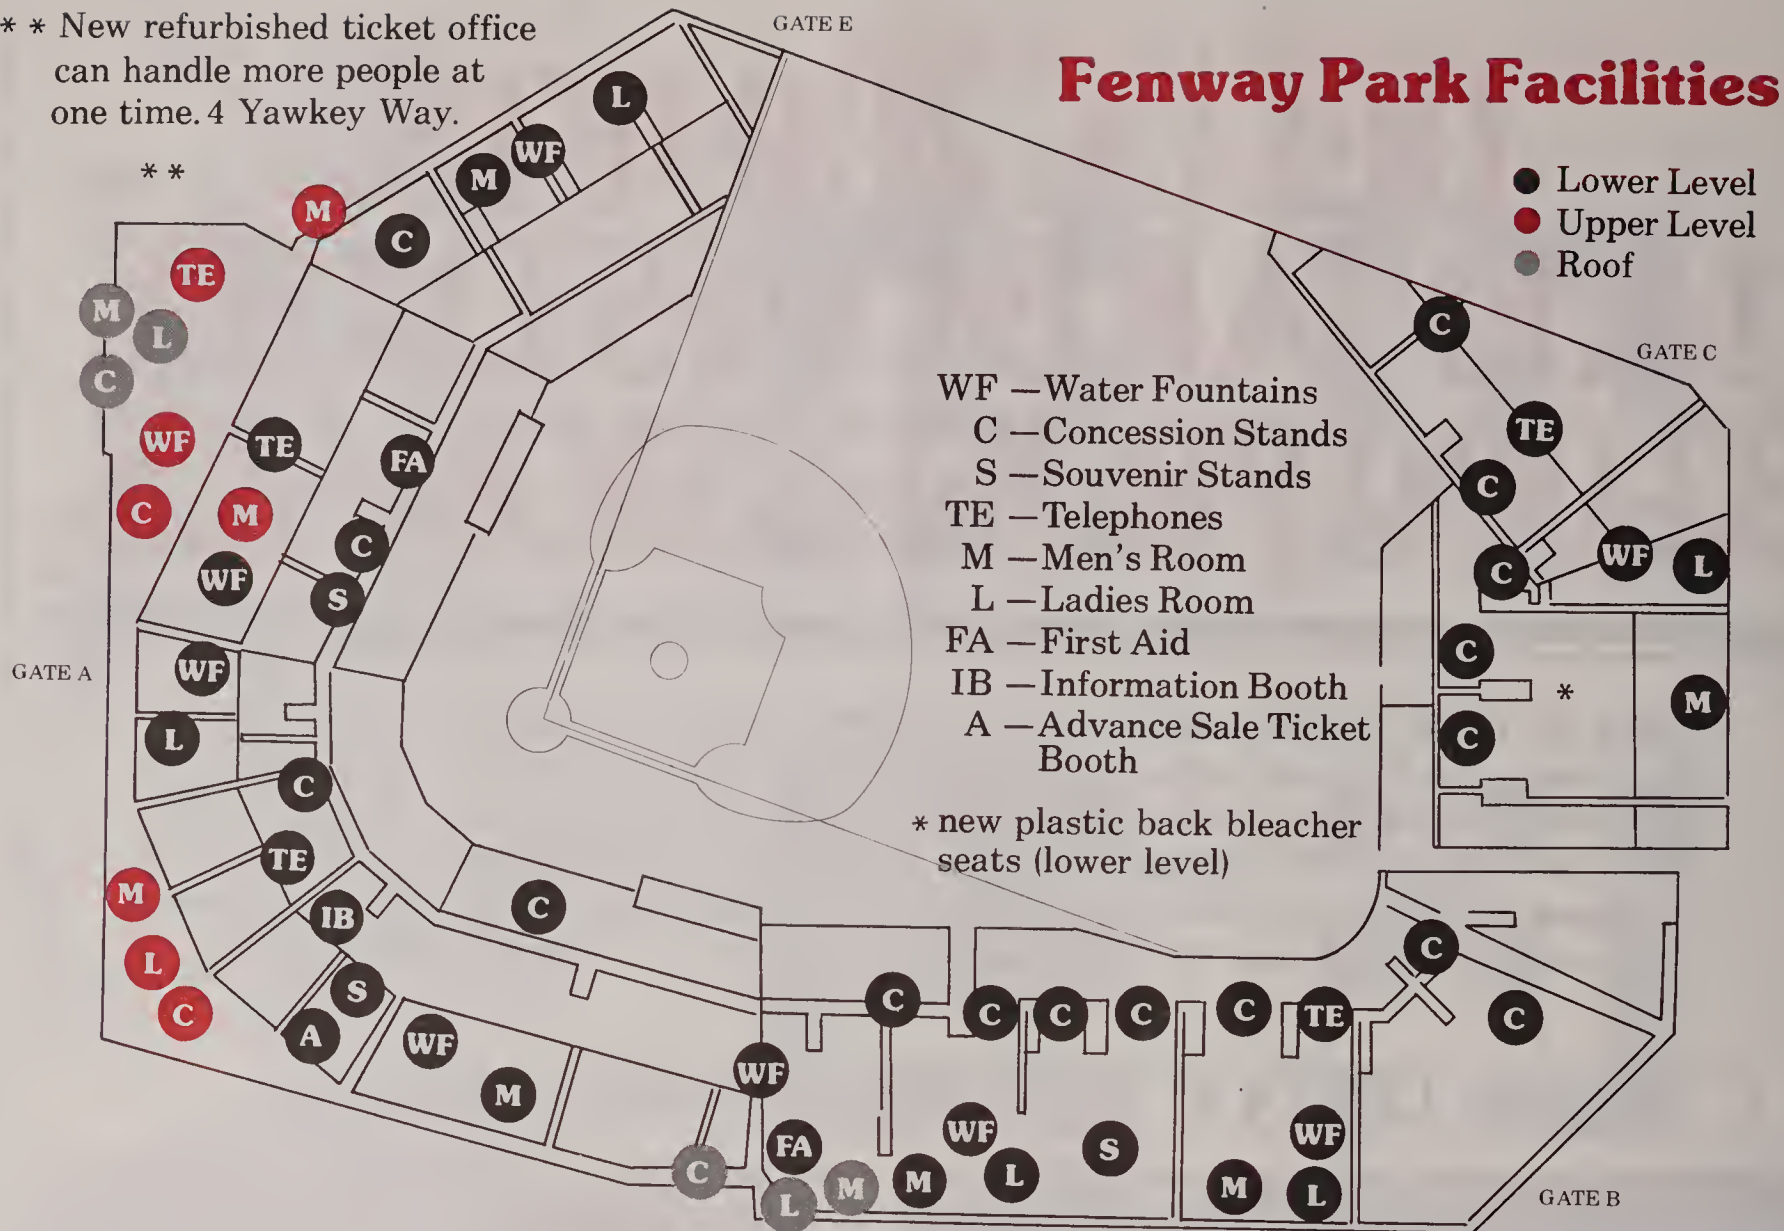 * * New refurbished ticket office
can handle more people at
one time. 4 Yawkey Way.
* *
GATE E
Fenway Park Facilities
Lower Level
Upper Level
Roof
L
WF
M
M
C
TE
M
L
C
WF
TE
FA
C
M
C
WF
S
GATE A
WF
L
C
TE
M
IB
L
S
C
A
WF
M
C
WF — Water Fountains
C — Concession Stands
S — Souvenir Stands
TE — Telephones
M — Men's Room
L — Ladies Room
FA — First Aid
IB — Information Booth
A — Advance Sale Ticket
Booth
* new plastic back bleacher
seats (lower level)
C
GATE C
TE
C
C
WF
L
C
*
M
C
C
C
C
C
C
C
TE
C
WF
FA
WF
S
WF
C
L
M
M
L
M
L
GATE B